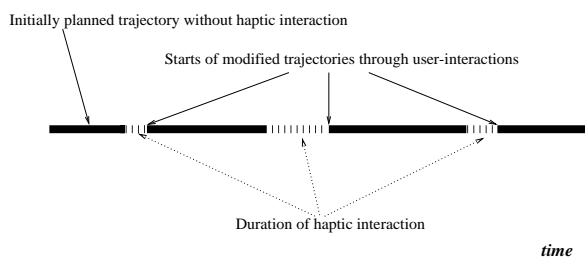 Initially planned trajectory without haptic interaction
Starts of modified trajectories through user-interactions
Duration of haptic interaction
time